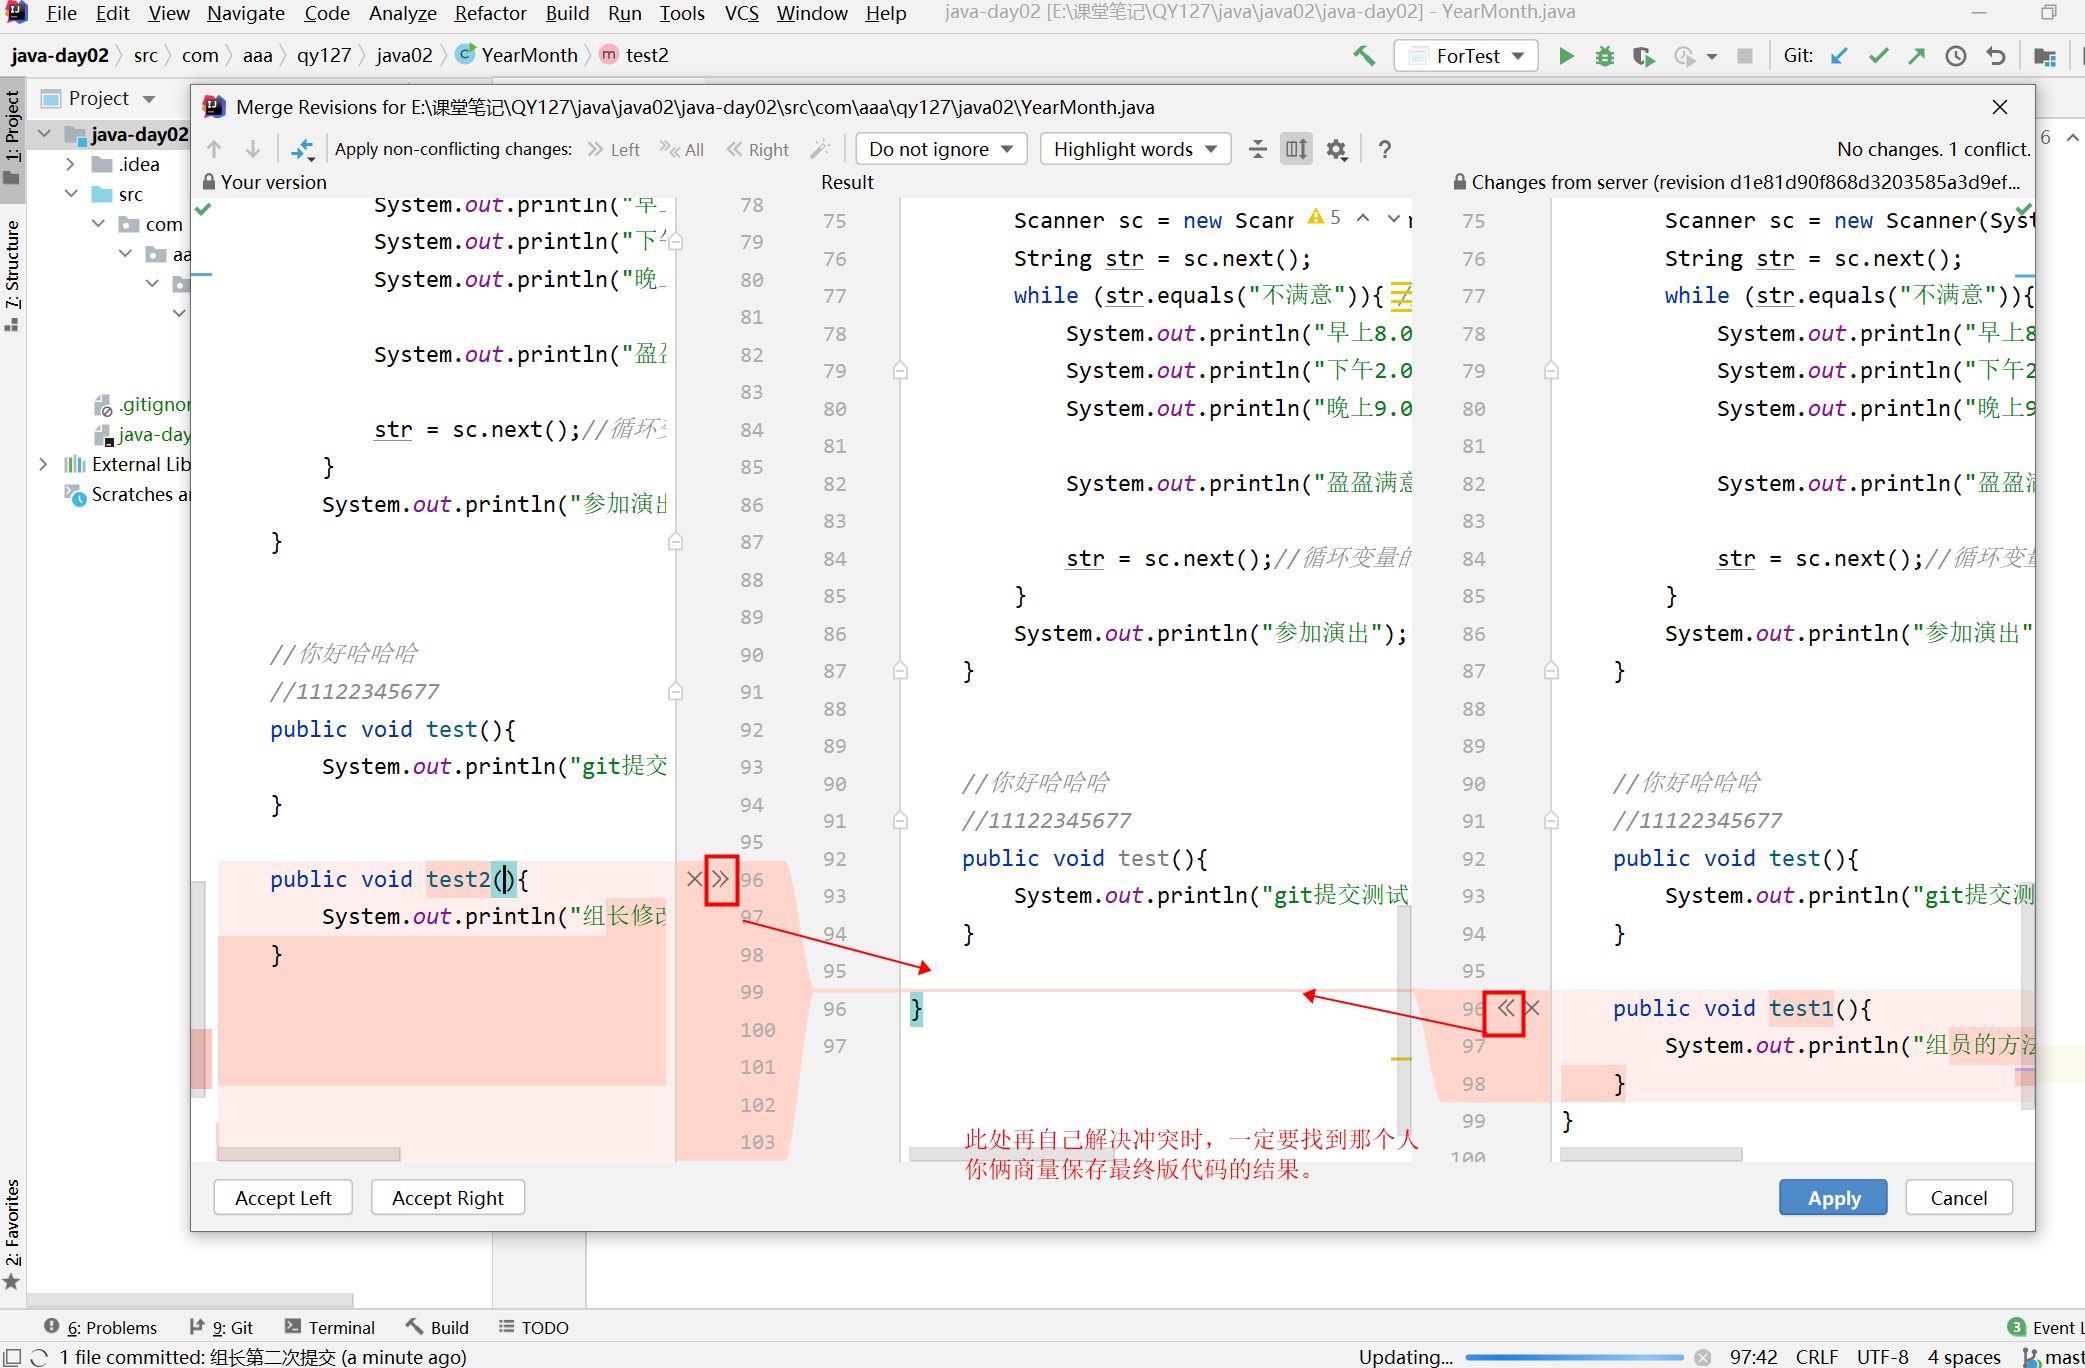 File Edit View Navigate Code Analyze Refactor Build Run Tools VCS Window Help java-day02 [E:\课堂笔记\QY127\java\java02\java-day02] - YearMonth.java
java-day02 src com aaa qy127 java02 YearMonth test2 ForTest Git:
1: Project
7: Structure
2: Favorites
Project
java-day02
.idea
src
com
aa
.gitignor
java-day
External Lib
Scratches a
Merge Revisions for E:\课堂笔记\QY127\java\java02\java-day02\src\com\aaa\qy127\java02\YearMonth.java
Apply non-conflicting changes: Left All Right Do not ignore Highlight words ? No changes. 1 conflict.
6
Your version
System.out.println("早上
System.out.println("下午
System.out.println("晚上
System.out.println("盈盈
str = sc.next();//循环变
}
System.out.println("参加演出
}
//你好哈哈哈
//11122345677
public void test(){
System.out.println("git提交
}
public void test2(){
System.out.println("组长修改
}
78
79
80
81
82
83
84
85
86
87
88
89
90
91
92
93
94
95
96
97
98
99
100
101
102
103
Result
5
75 Scanner sc = new Scanr
76 String str = sc.next();
77 while (str.equals("不满意")){ /
78 System.out.println("早上8.0
79 System.out.println("下午2.0
80 System.out.println("晚上9.0
81
82 System.out.println("盈盈满意
83
84 str = sc.next();//循环变量的
85 }
86 System.out.println("参加演出");
87 }
88
89
90 //你好哈哈哈
91 //11122345677
92 public void test(){
93 System.out.println("git提交测试
94 }
95
96 }
97
此处再自己解决冲突时，一定要找到那个人
你俩商量保存最终版代码的结果。
Changes from server (revision d1e81d90f868d3203585a3d9ef...
75 Scanner sc = new Scanner(Syst
76 String str = sc.next();
77 while (str.equals("不满意")){
78 System.out.println("早上8
79 System.out.println("下午2
80 System.out.println("晚上9
81
82 System.out.println("盈盈满
83
84 str = sc.next();//循环变量
85 }
86 System.out.println("参加演出"
87 }
88
89
90 //你好哈哈哈
91 //11122345677
92 public void test(){
93 System.out.println("git提交测
94 }
95
96 public void test1(){
97 System.out.println("组员的方法
98 }
99 }
100
Accept Left Accept Right Apply Cancel
6: Problems 9: Git Terminal Build TODO 3 Event L
1 file committed: 组长第二次提交 (a minute ago) Updating... 97:42 CRLF UTF-8 4 spaces mast